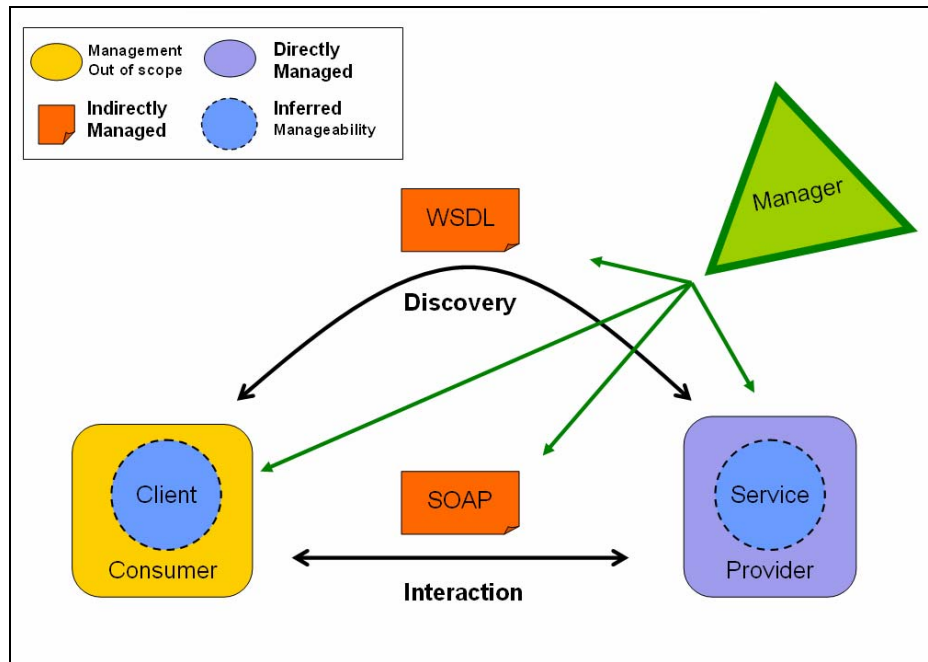 Management
Out of scope
Directly
Managed
Indirectly
Managed
Inferred
Manageability
Manager
WSDL
Discovery
Client
Consumer
SOAP
Service
Provider
Interaction